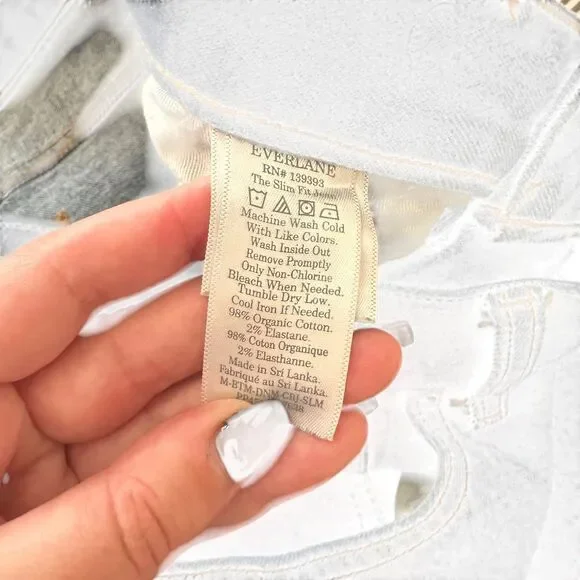 EVERLANE
RN# 139393
The Slim Fit Jean
Machine Wash Cold
With Like Colors.
Wash Inside Out
Remove Promptly
Only Non-Chlorine
Bleach When Needed.
Tumble Dry Low.
Cool Iron If Needed.
98% Organic Cotton.
2% Elastane.
98% Coton Organique
2% Elasthanne.
Made in Sri Lanka.
Fabriqué au Sri Lanka.
M-BTM-DNM-CBJ-SLM